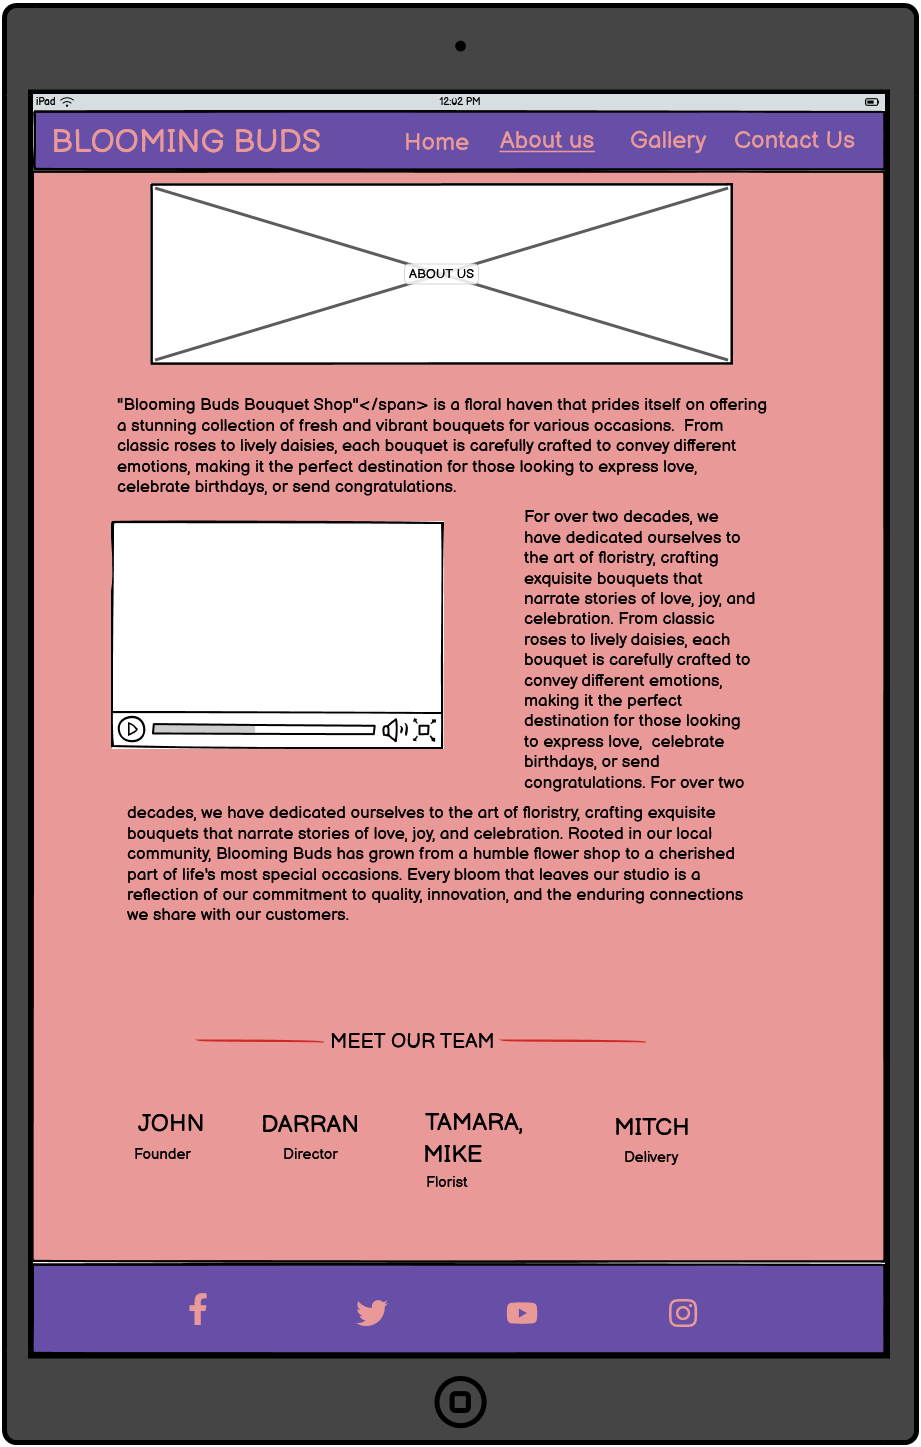 iPad
12:02 PM
BLOOMING BUDS Home About us Gallery Contact Us
ABOUT US
"Blooming Buds Bouquet Shop"</span> is a floral haven that prides itself on offering
a stunning collection of fresh and vibrant bouquets for various occasions.  From
classic roses to lively daisies, each bouquet is carefully crafted to convey different
emotions, making it the perfect destination for those looking to express love,
celebrate birthdays, or send congratulations.
For over two decades, we
have dedicated ourselves to
the art of floristry, crafting
exquisite bouquets that
narrate stories of love, joy, and
celebration. From classic
roses to lively daisies, each
bouquet is carefully crafted to
convey different emotions,
making it the perfect
destination for those looking
to express love,  celebrate
birthdays, or send
congratulations. For over two
decades, we have dedicated ourselves to the art of floristry, crafting exquisite
bouquets that narrate stories of love, joy, and celebration. Rooted in our local
community, Blooming Buds has grown from a humble flower shop to a cherished
part of life's most special occasions. Every bloom that leaves our studio is a
reflection of our commitment to quality, innovation, and the enduring connections
we share with our customers.
MEET OUR TEAM
JOHN
Founder
DARRAN
Director
TAMARA,
MIKE
Florist
MITCH
Delivery